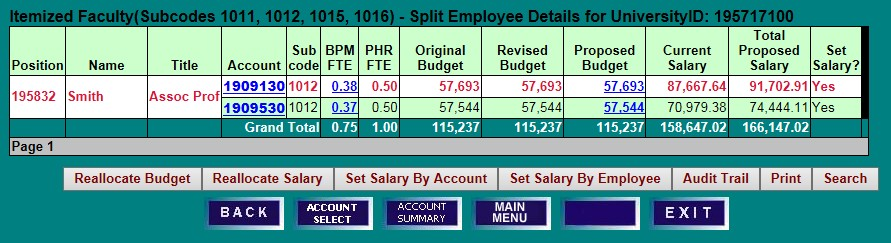 Itemized Faculty(Subcodes 1011, 1012, 1015, 1016) - Split Employee Details for UniversityID: 195717100
Position Name Title Account Sub code BPM FTE PHR FTE Original Budget Revised Budget Proposed Budget Current Salary Total Proposed Salary Set Salary?
195832 Smith Assoc Prof 1909130 1012 0.38 0.50 57,693 57,693 57,693 87,667.64 91,702.91 Yes
1909530 1012 0.37 0.50 57,544 57,544 57,544 70,979.38 74,444.11 Yes
Grand Total 0.75 1.00 115,237 115,237 115,237 158,647.02 166,147.02
Page 1
Reallocate Budget Reallocate Salary Set Salary By Account Set Salary By Employee Audit Trail Print Search
BACK ACCOUNT SELECT ACCOUNT SUMMARY MAIN MENU EXIT